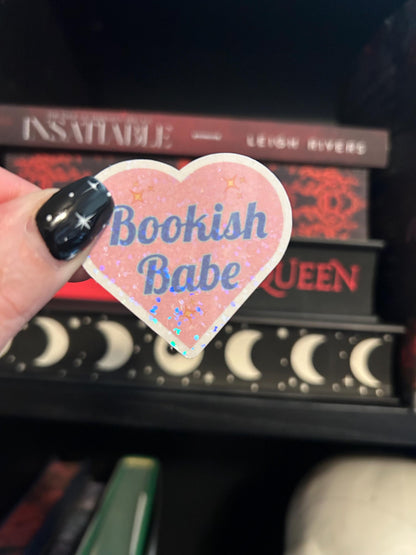 INSATIABLE LEIGH RIVERS
Bookish
Babe
QUEEN